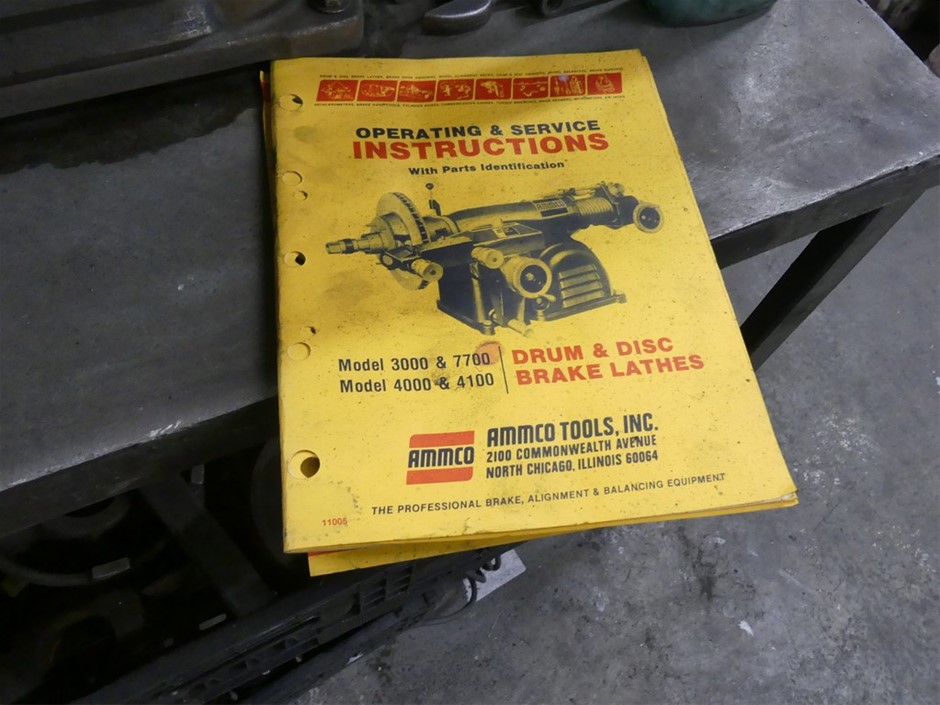 OPERATING & SERVICE
INSTRUCTIONS
With Parts Identification
Model 3000 & 7700
Model 4000 & 4100
DRUM & DISC
BRAKE LATHES
AMMCO
AMMCO TOOLS, INC.
2100 COMMONWEALTH AVENUE
NORTH CHICAGO, ILLINOIS 60064
THE PROFESSIONAL BRAKE, ALIGNMENT & BALANCING EQUIPMENT
11005